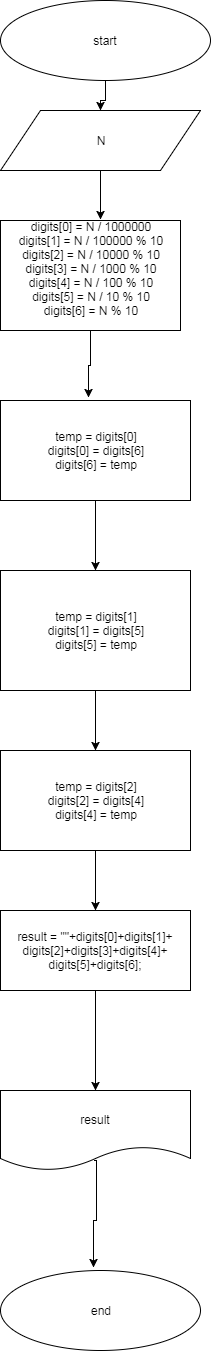 start
N
digits[0] = N / 1000000
digits[1] = N / 100000 % 10
digits[2] = N / 10000 % 10
digits[3] = N / 1000 % 10
digits[4] = N / 100 % 10
digits[5] = N / 10 % 10
digits[6] = N % 10
temp = digits[0]
digits[0] = digits[6]
digits[6] = temp
temp = digits[1]
digits[1] = digits[5]
digits[5] = temp
temp = digits[2]
digits[2] = digits[4]
digits[4] = temp
result = ""+digits[0]+digits[1]+
digits[2]+digits[3]+digits[4]+
digits[5]+digits[6];
result
end